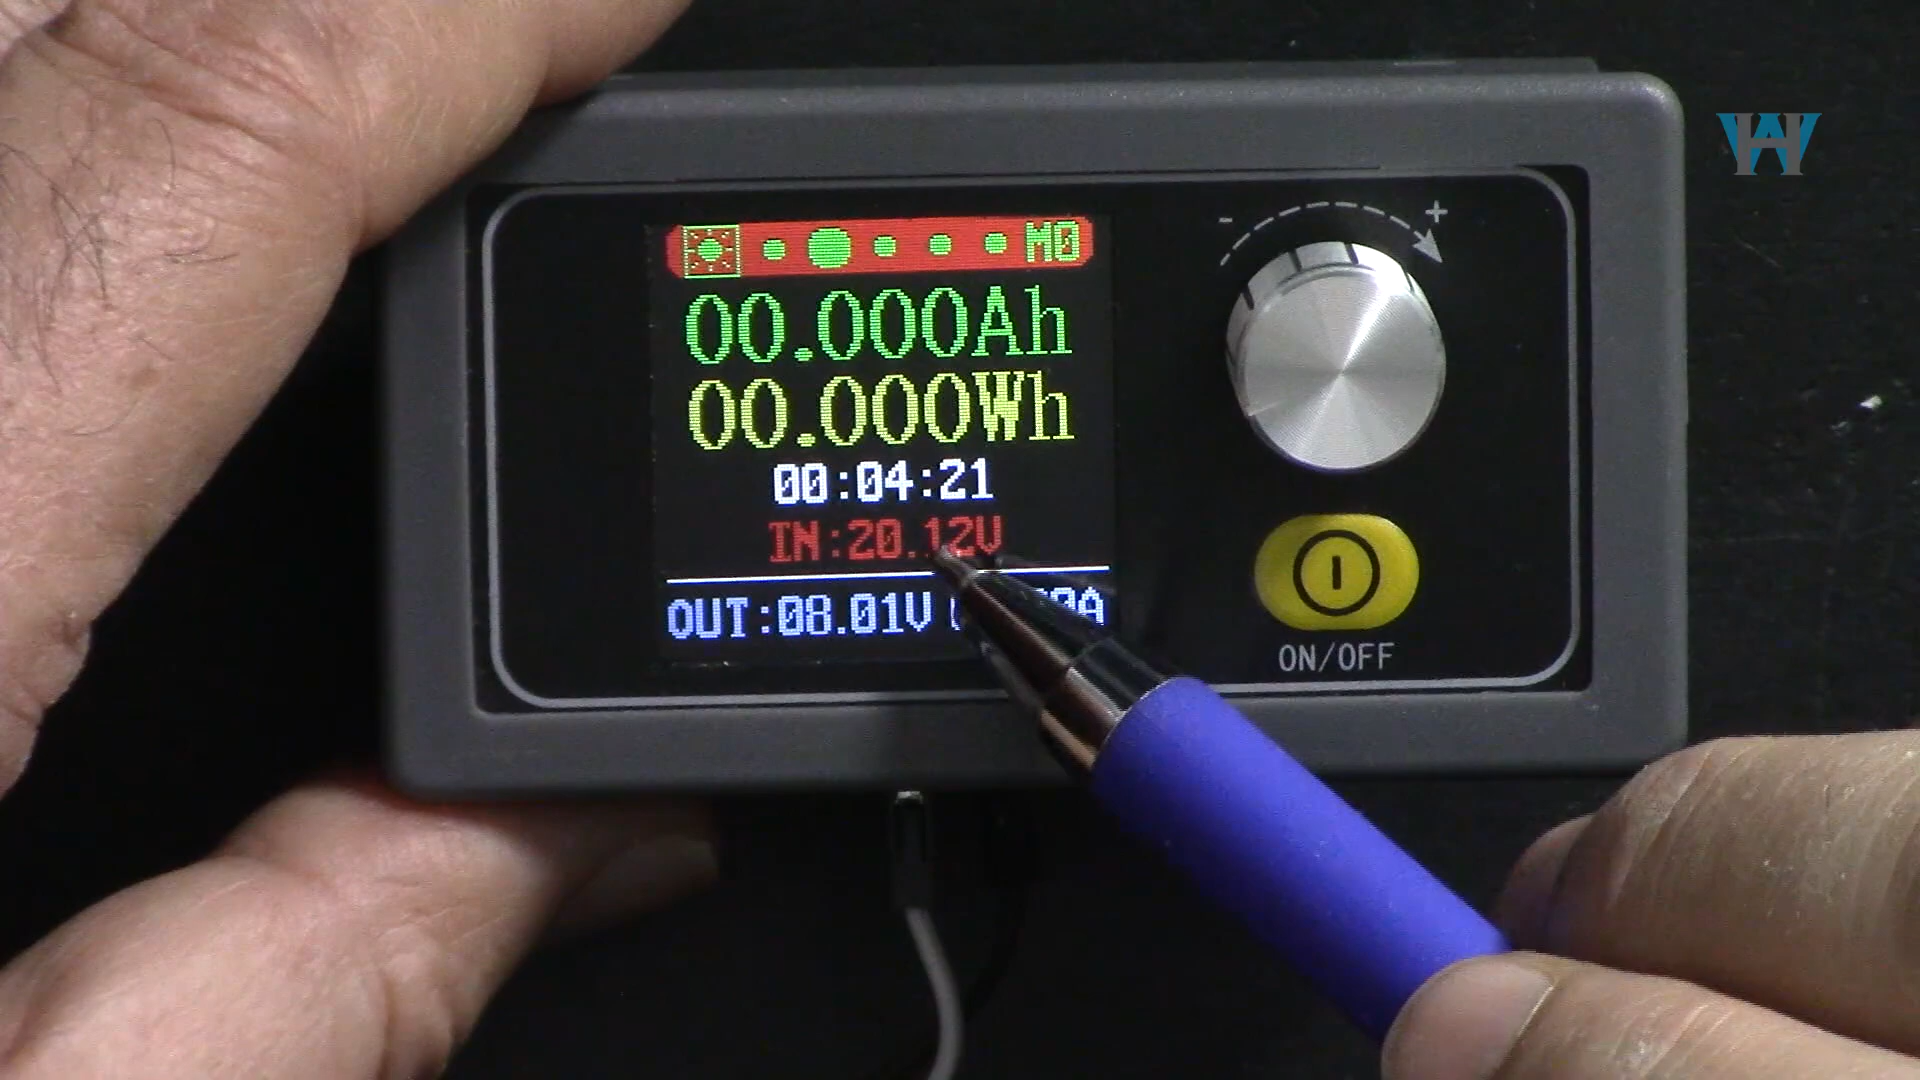 M0
00.000Ah
00.000Wh
00:04:21
IN:20.12V
OUT:08.01V
- +
ON/OFF